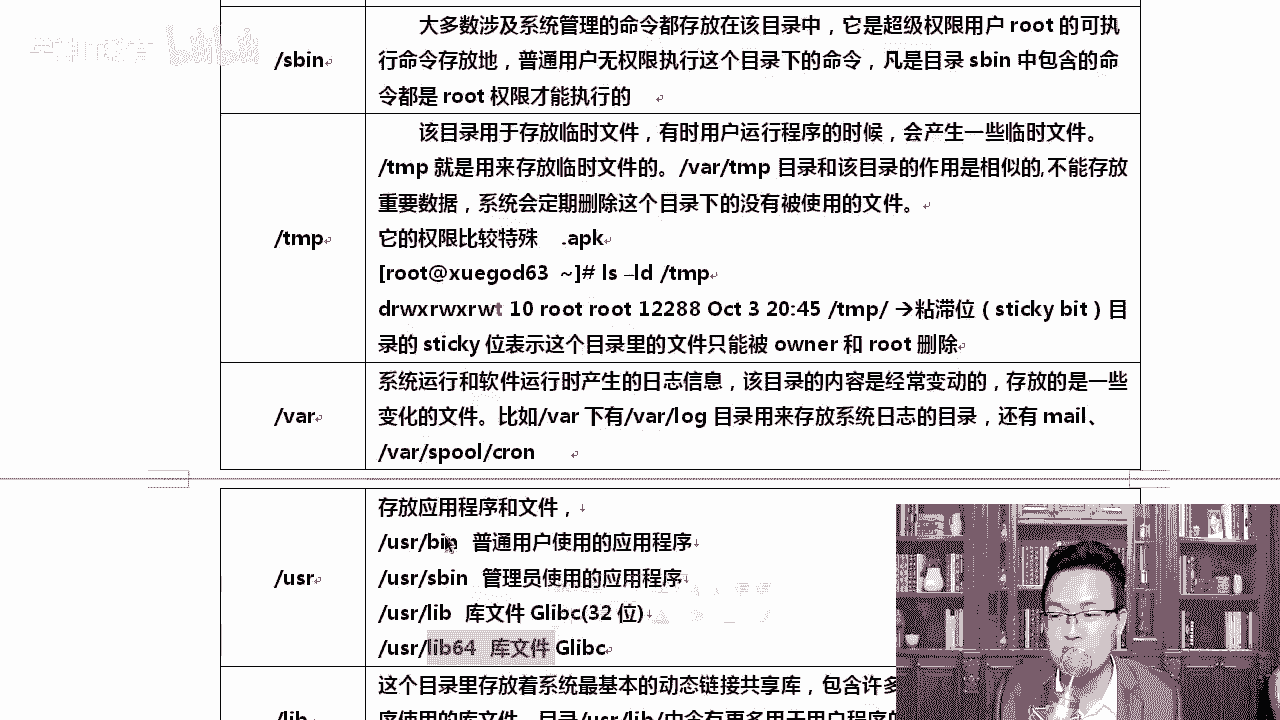 大多数涉及系统管理的命令都存放在该目录中，它是超级权限用户 root 的可执
/sbin
行命令存放地，普通用户无权限执行这个目录下的命令，凡是目录 sbin 中包含的命
令都是 root 权限才能执行的
该目录用于存放临时文件，有时用户运行程序的时候，会产生一些临时文件。
/tmp 就是用来存放临时文件的。/var/tmp 目录和该目录的作用是相似的,不能存放
重要数据，系统会定期删除这个目录下的没有被使用的文件。
/tmp
它的权限比较特殊 .apk
[root@xuegod63 ~]# ls –ld /tmp
drwxrwxrwt 10 root root 12288 Oct 3 20:45 /tmp/ →粘滞位（sticky bit）目
录的 sticky 位表示这个目录里的文件只能被 owner 和 root 删除
系统运行和软件运行时产生的日志信息，该目录的内容是经常变动的，存放的是一些
/var
变化的文件。比如/var 下有/var/log 目录用来存放系统日志的目录，还有 mail、
/var/spool/cron
存放应用程序和文件，
/usr/bin 普通用户使用的应用程序
/usr
/usr/sbin 管理员使用的应用程序
/usr/lib 库文件 Glibc(32 位)
/usr/lib64 库文件 Glibc
这个目录里存放着系统最基本的动态链接共享库，包含许多
/lib
序使用的库文件。目录/usr/lib/中含有更多用于用户程序的